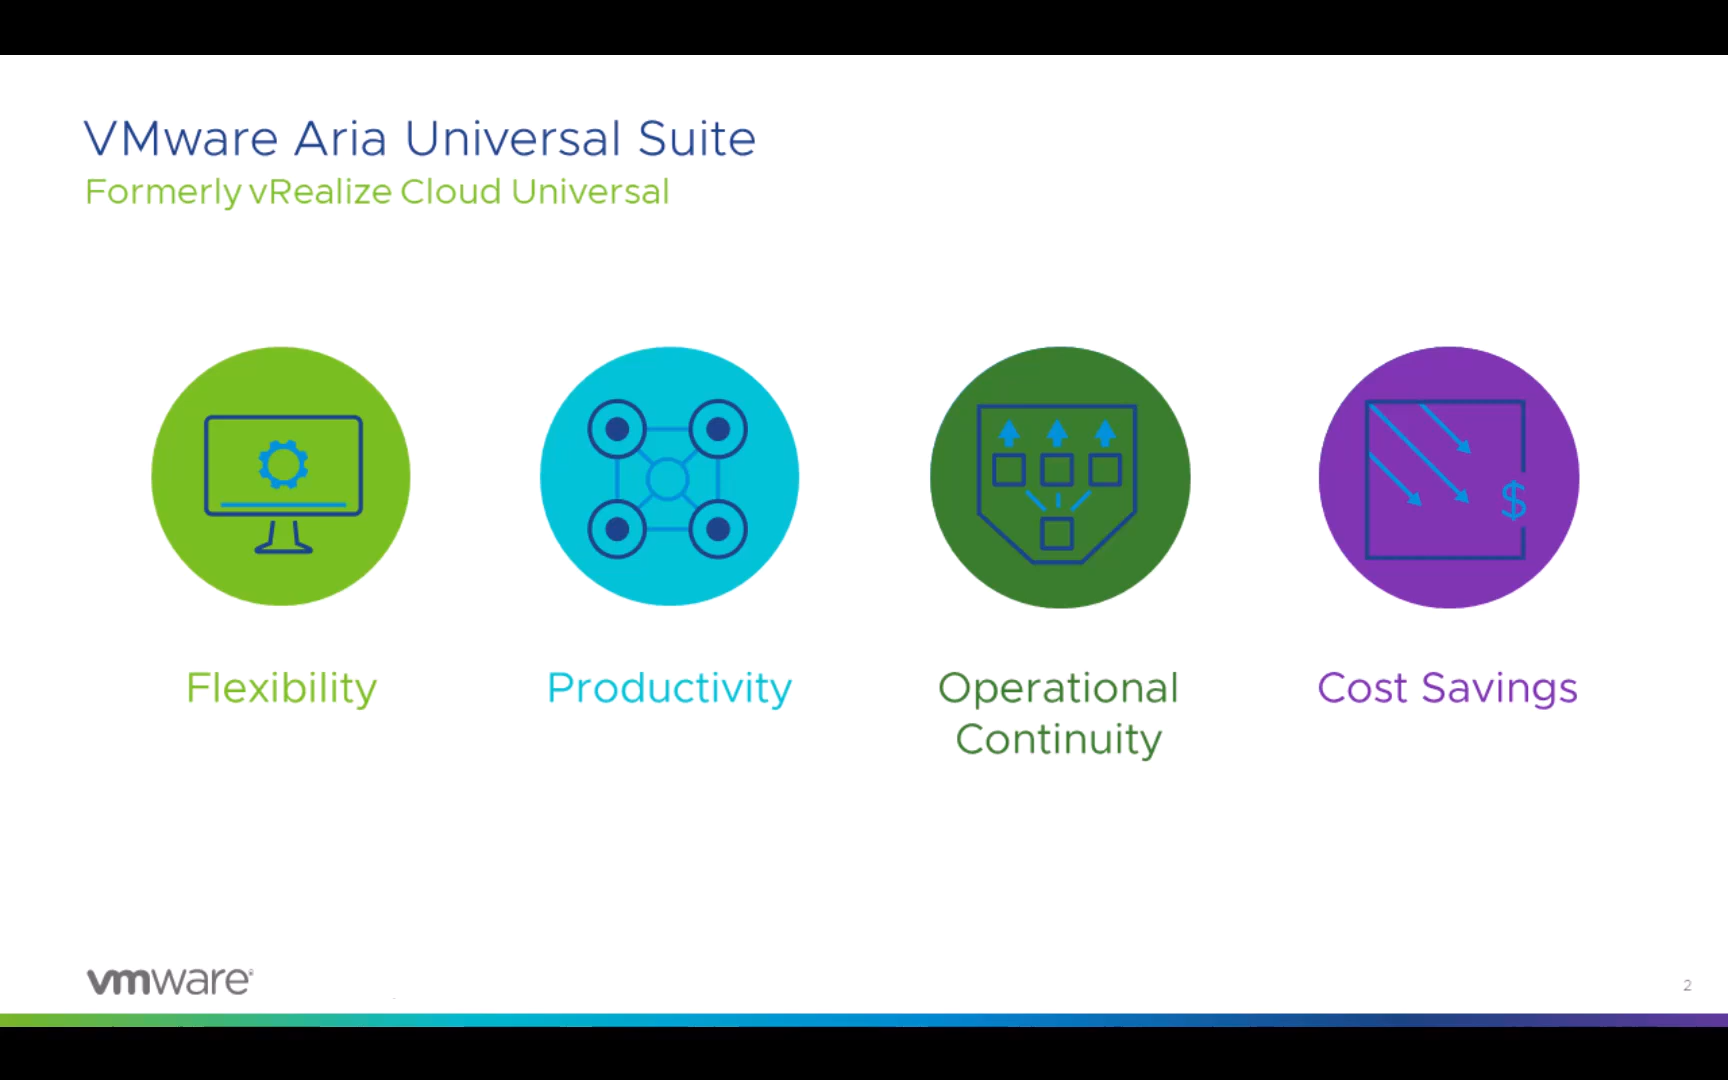 VMware Aria Universal Suite
Formerly vRealize Cloud Universal
$
Flexibility
Productivity
Operational
Continuity
Cost Savings
vmware®
2